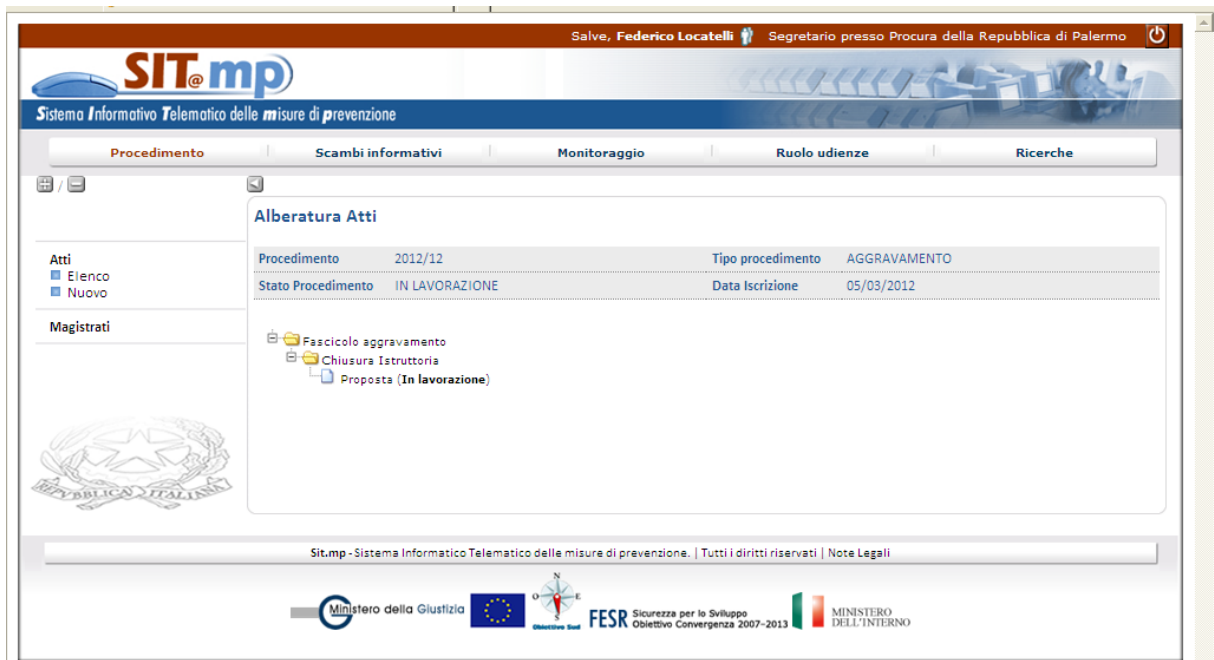 Salve, Federico Locatelli Segretario presso Procura della Repubblica di Palermo
SIT@mp
Sistema Informativo Telematico delle misure di prevenzione
Procedimento Scambi informativi Monitoraggio Ruolo udienze Ricerche
/
Alberatura Atti
Atti
Elenco
Nuovo
Magistrati
Procedimento 2012/12 Tipo procedimento AGGRAVAMENTO
Stato Procedimento IN LAVORAZIONE Data Iscrizione 05/03/2012
Fascicolo aggravamento
Chiusura Istruttoria
Proposta (In lavorazione)
REPVBBLICA ITALIANA
Sit.mp - Sistema Informatico Telematico delle misure di prevenzione. | Tutti i diritti riservati | Note Legali
Ministero della Giustizia
N
O E
S
Obiettivo Sud
FESR Sicurezza per lo Sviluppo
Obiettivo Convergenza 2007-2013
MINISTERO
DELL'INTERNO